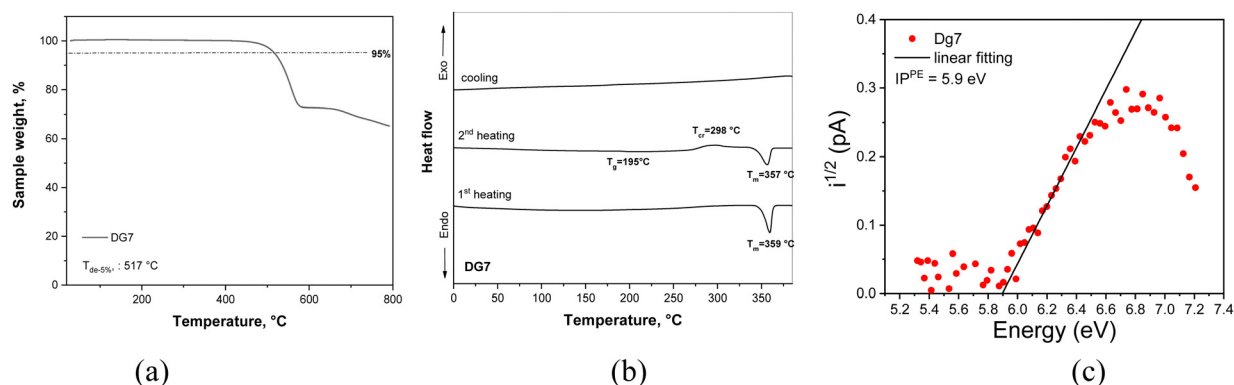 Sample weight, %
100
80
60
40
20
0
95%
DG7
T_de-5%, : 517 °C
200
400
600
800
Temperature, °C
(a)
Heat flow
Exo
Endo
cooling
2nd heating
T_cr=298 °C
T_g=195°C
T_m=357 °C
1st heating
T_m=359 °C
DG7
0
50
100
150
200
250
300
350
Temperature, °C
(b)
i^1/2 (pA)
0.4
0.3
0.2
0.1
0.0
Dg7
linear fitting
IP^PE = 5.9 eV
5.2 5.4 5.6 5.8 6.0 6.2 6.4 6.6 6.8 7.0 7.2 7.4
Energy (eV)
(c)